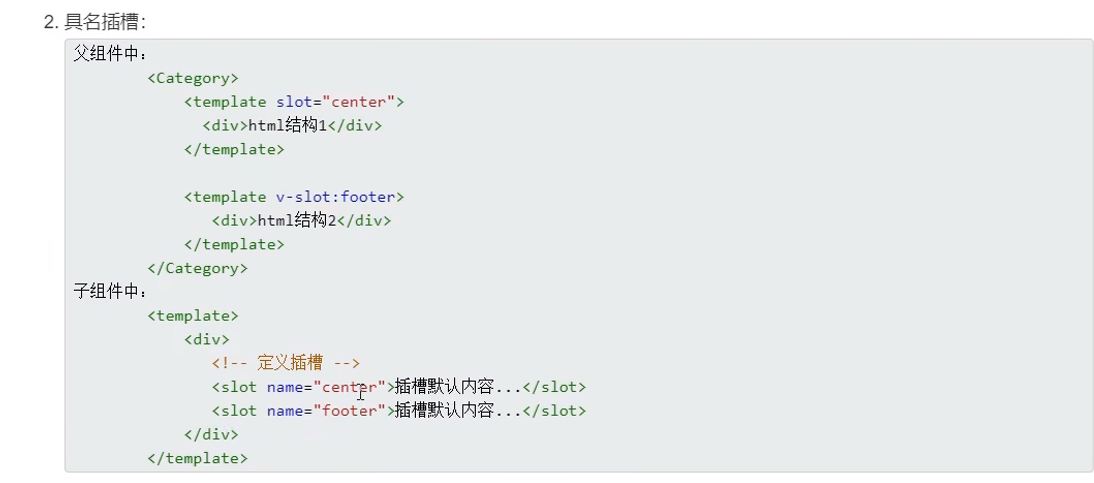 2. 具名插槽：
父组件中：
<Category>
<template slot="center">
<div>html结构1</div>
</template>
<template v-slot:footer>
<div>html结构2</div>
</template>
</Category>
子组件中：
<template>
<div>
<!-- 定义插槽 -->
<slot name="center">插槽默认内容...</slot>
<slot name="footer">插槽默认内容...</slot>
</div>
</template>